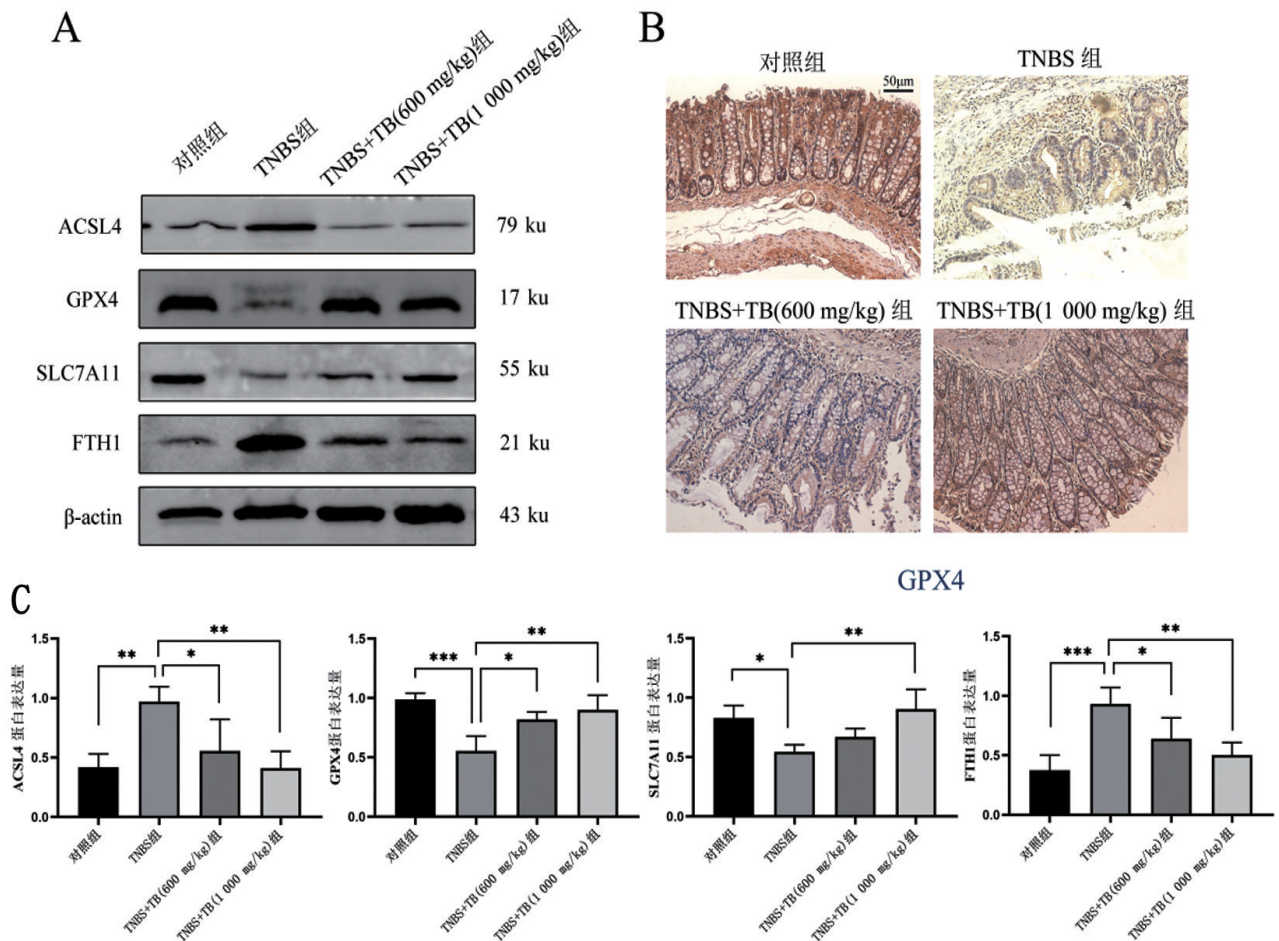 A
对照组
TNBS组
TNBS+TB(600 mg/kg)组
TNBS+TB(1 000 mg/kg)组
ACSL4
79 ku
GPX4
17 ku
SLC7A11
55 ku
FTH1
21 ku
β-actin
43 ku
B
对照组
50μm
TNBS 组
TNBS+TB(600 mg/kg) 组
TNBS+TB(1 000 mg/kg) 组
GPX4
C
ACSL4 蛋白表达量
1.5
1.0
0.5
0.0
**
*
**
对照组
TNBS组
TNBS+TB(600 mg/kg)组
TNBS+TB(1 000 mg/kg)组
GPX4蛋白表达量
1.5
1.0
0.5
0.0
***
*
**
对照组
TNBS组
TNBS+TB(600 mg/kg)组
TNBS+TB(1 000 mg/kg)组
SLC7A11 蛋白表达量
1.5
1.0
0.5
0.0
*
**
对照组
TNBS组
TNBS+TB(600 mg/kg)组
TNBS+TB(1 000 mg/kg)组
FTH1蛋白表达量
1.5
1.0
0.5
0.0
***
*
**
对照组
TNBS组
TNBS+TB(600 mg/kg)组
TNBS+TB(1 000 mg/kg)组